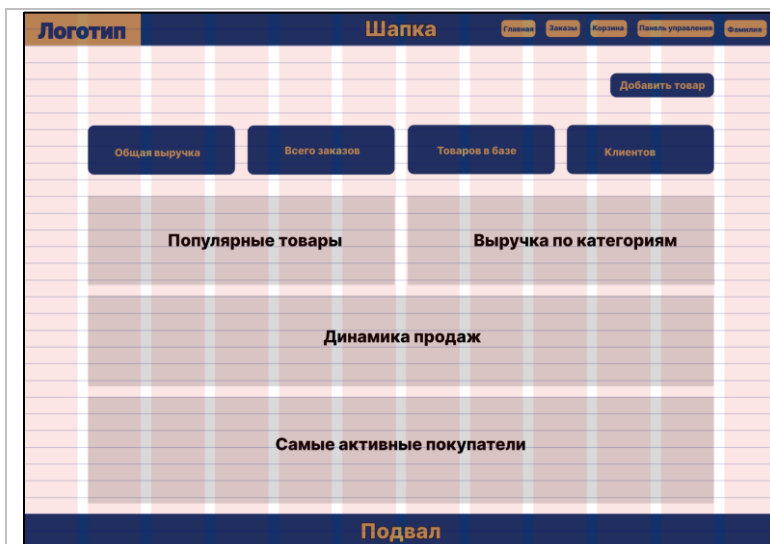 Логотип
Шапка
Главная
Заказы
Корзина
Панель управления
Фамилия
Добавить товар
Общая выручка
Всего заказов
Товаров в базе
Клиентов
Популярные товары
Выручка по категориям
Динамика продаж
Самые активные покупатели
Подвал